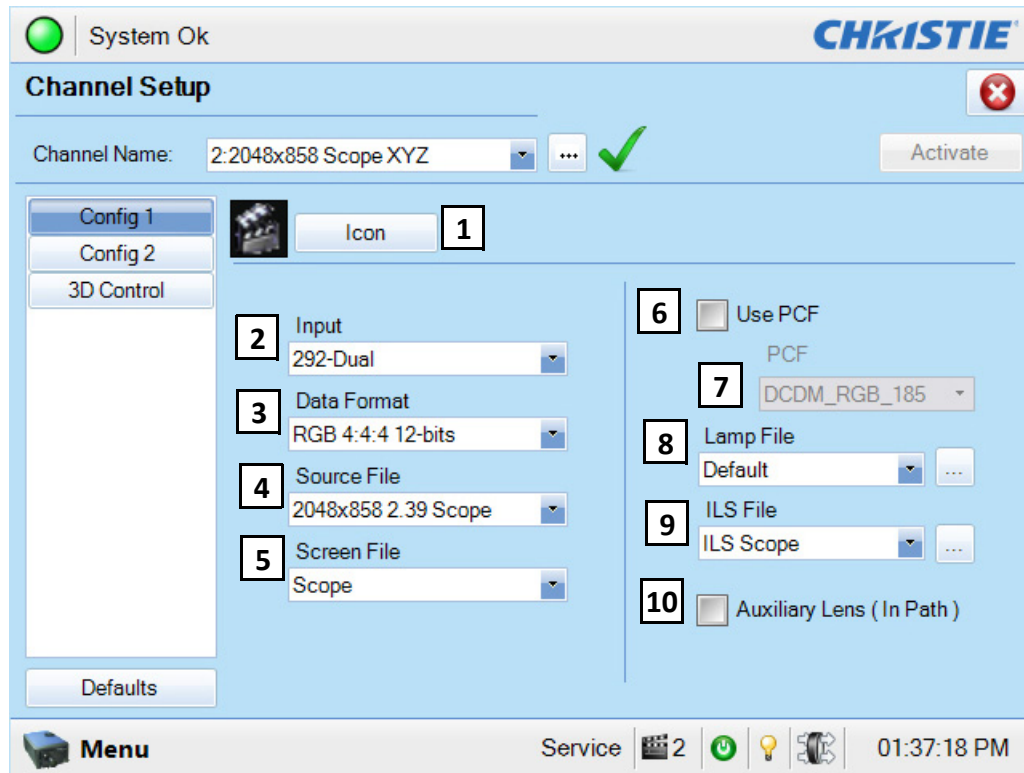 System Ok
CHRISTIE
Channel Setup
Channel Name:
2:2048x858 Scope XYZ
...
Activate
Config 1
Config 2
3D Control
Icon
1
2
Input
292-Dual
3
Data Format
RGB 4:4:4 12-bits
4
Source File
2048x858 2.39 Scope
5
Screen File
Scope
6
Use PCF
7
PCF
DCDM_RGB_185
8
Lamp File
Default
...
9
ILS File
ILS Scope
...
10
Auxiliary Lens ( In Path )
Defaults
Menu
Service
2
01:37:18 PM